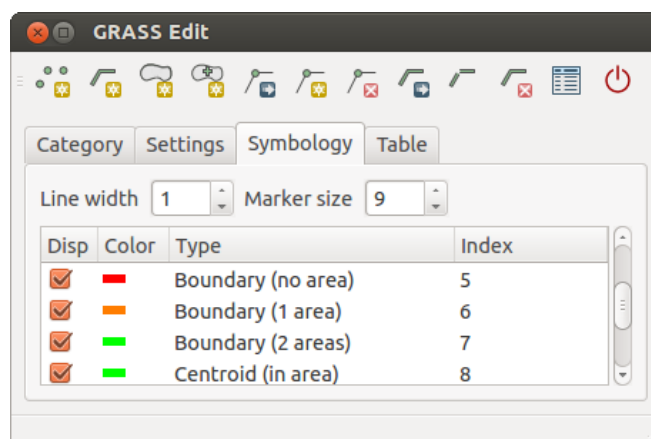 GRASS Edit
Category Settings Symbology Table
Line width 1 Marker size 9
Disp Color Type Index
Boundary (no area) 5
Boundary (1 area) 6
Boundary (2 areas) 7
Centroid (in area) 8